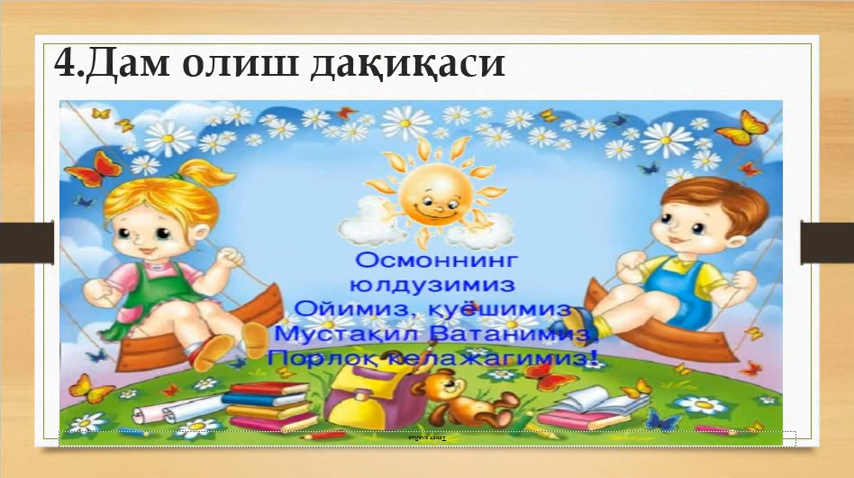 4.Дам олиш дақиқаси
Осмоннинг
юлдузимиз
Ойимиз, қуёшимиз
Мустақил Ватанимиз,
Порлоқ келажагимиз!